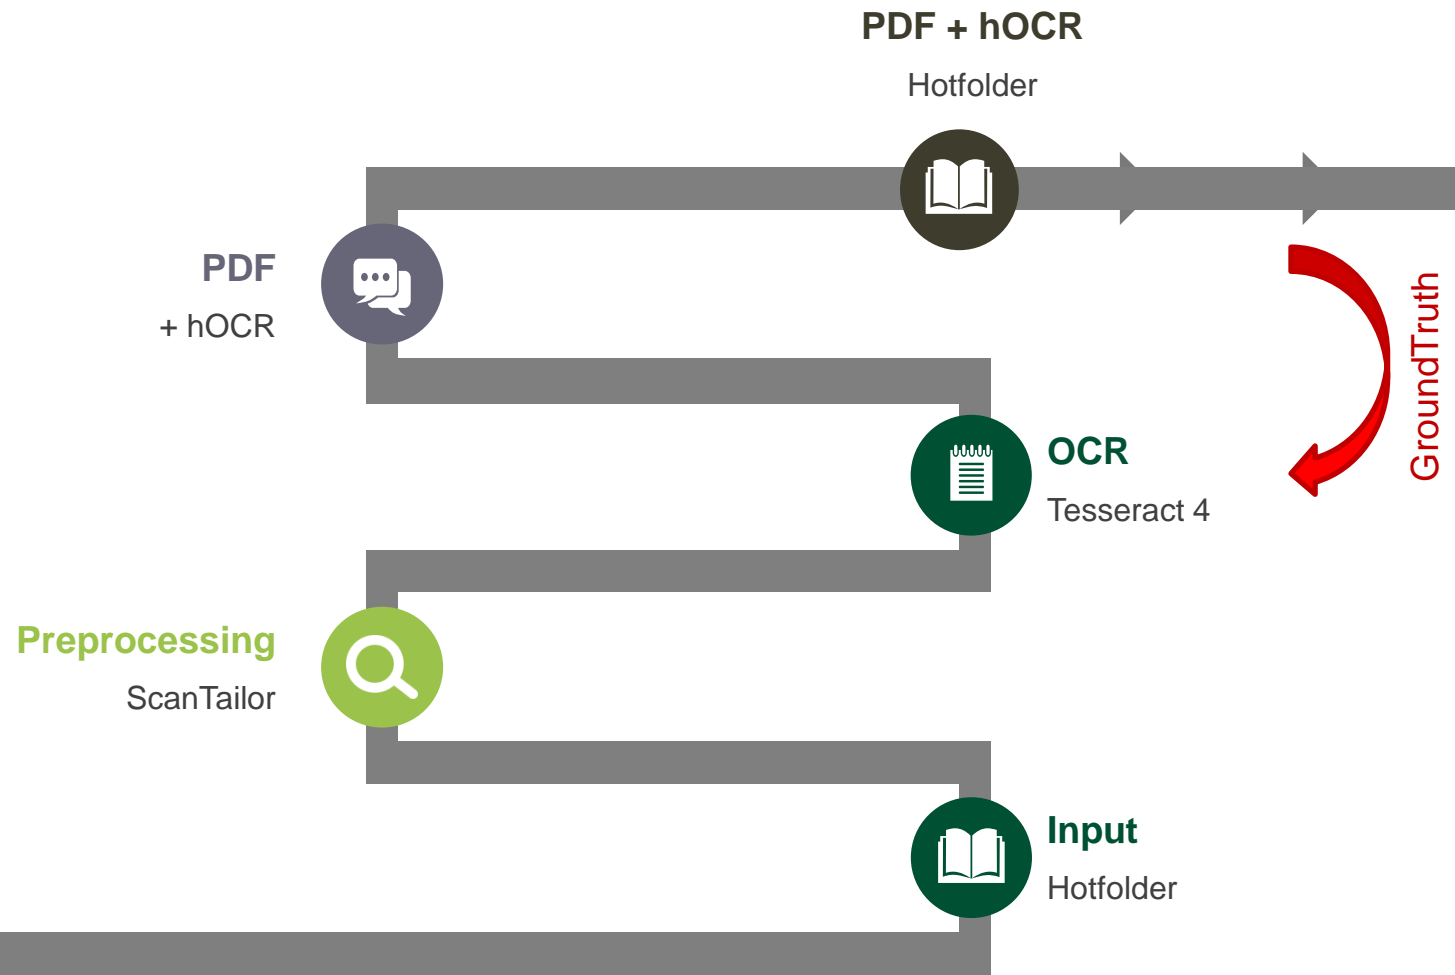 PDF + hOCR
Hotfolder
PDF
+ hOCR
GroundTruth
OCR
Tesseract 4
Preprocessing
ScanTailor
Input
Hotfolder